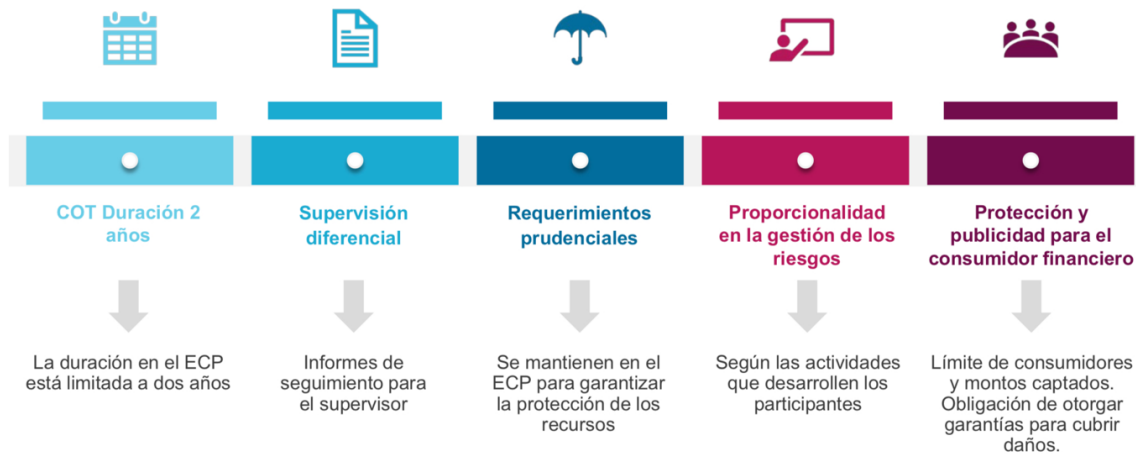 COT Duración 2
años
Supervisión
diferencial
Requerimientos
prudenciales
Proporcionalidad
en la gestión de los
riesgos
Protección y
publicidad para el
consumidor financiero
La duración en el ECP
está limitada a dos años
Informes de
seguimiento para
el supervisor
Se mantienen en el
ECP para garantizar
la protección de los
recursos
Según las actividades
que desarrollen los
participantes
Límite de consumidores
y montos captados.
Obligación de otorgar
garantías para cubrir
daños.